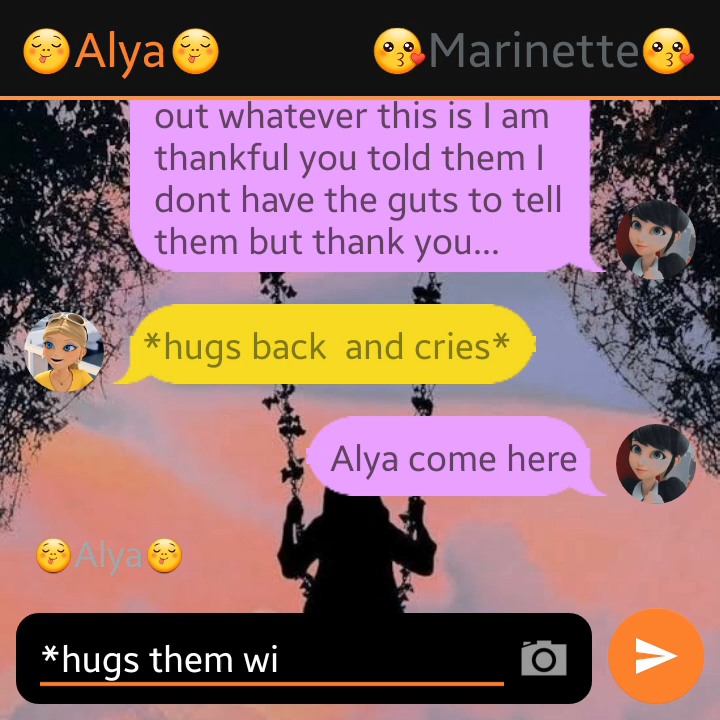 😋Alya😋 😘Marinette😘
out whatever this is I am
thankful you told them I
dont have the guts to tell
them but thank you...
*hugs back  and cries*
Alya come here
😋Alya😋
*hugs them wi